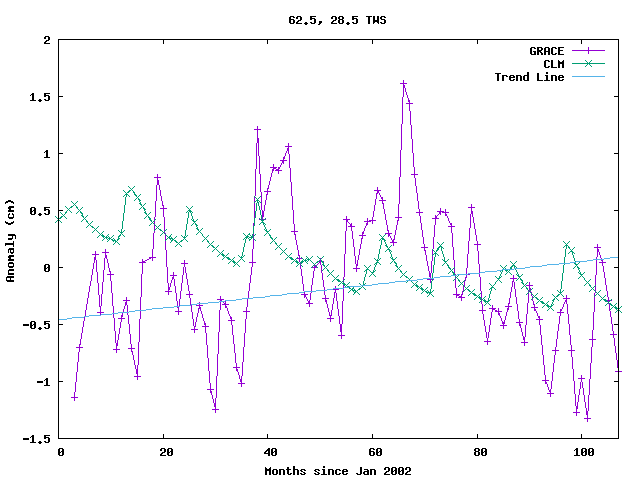 62.5, 28.5 TWS
GRACE
CLM
Trend Line
2
1.5
1
0.5
0
-0.5
-1
-1.5
Anomaly (cm)
0 20 40 60 80 100
Months since Jan 2002